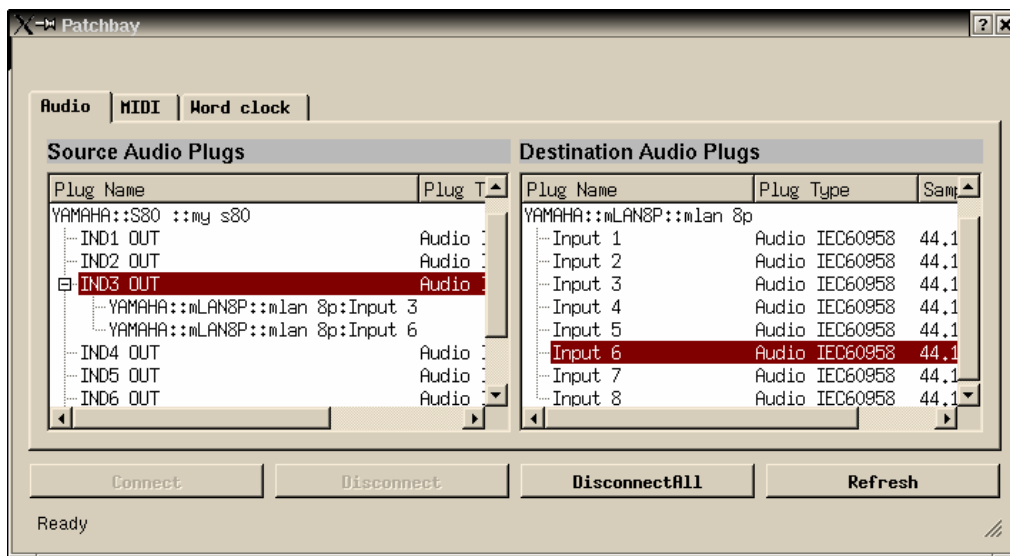 Patchbay
Audio MIDI Word clock
Source Audio Plugs
Plug Name Plug T
YAMAHA::S80 ::my s80
IND1 OUT Audio I
IND2 OUT Audio I
IND3 OUT Audio I
YAMAHA::mLAN8P::mlan 8p:Input 3
YAMAHA::mLAN8P::mlan 8p:Input 6
IND4 OUT Audio I
IND5 OUT Audio I
IND6 OUT Audio I
Destination Audio Plugs
Plug Name Plug Type Samp
YAMAHA::mLAN8P::mlan 8p
Input 1 Audio IEC60958 44.1
Input 2 Audio IEC60958 44.1
Input 3 Audio IEC60958 44.1
Input 4 Audio IEC60958 44.1
Input 5 Audio IEC60958 44.1
Input 6 Audio IEC60958 44.1
Input 7 Audio IEC60958 44.1
Input 8 Audio IEC60958 44.1
Connect Disconnect DisconnectAll Refresh
Ready